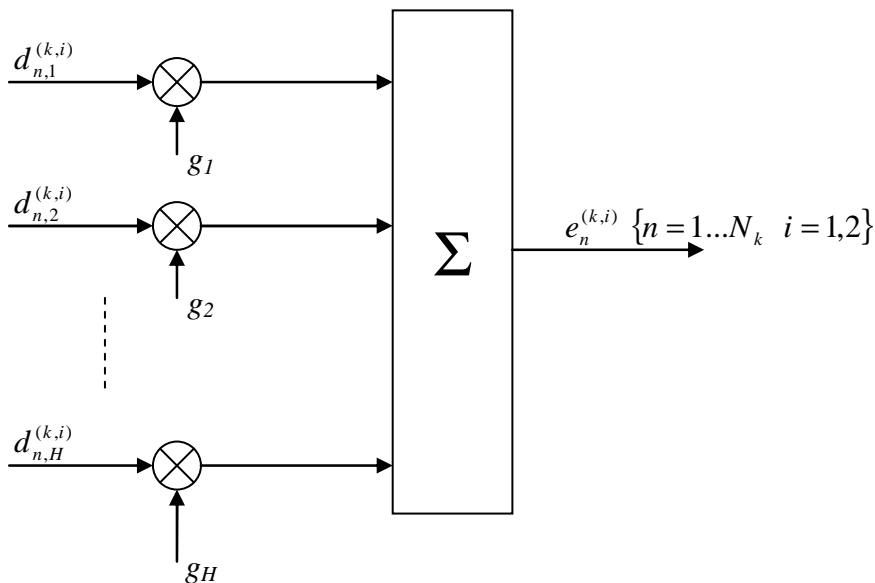 d_{n,1}^{(k,i)}
g_1
d_{n,2}^{(k,i)}
g_2
Σ
e_n^{(k,i)} {n = 1...N_k i = 1,2}
d_{n,H}^{(k,i)}
g_H